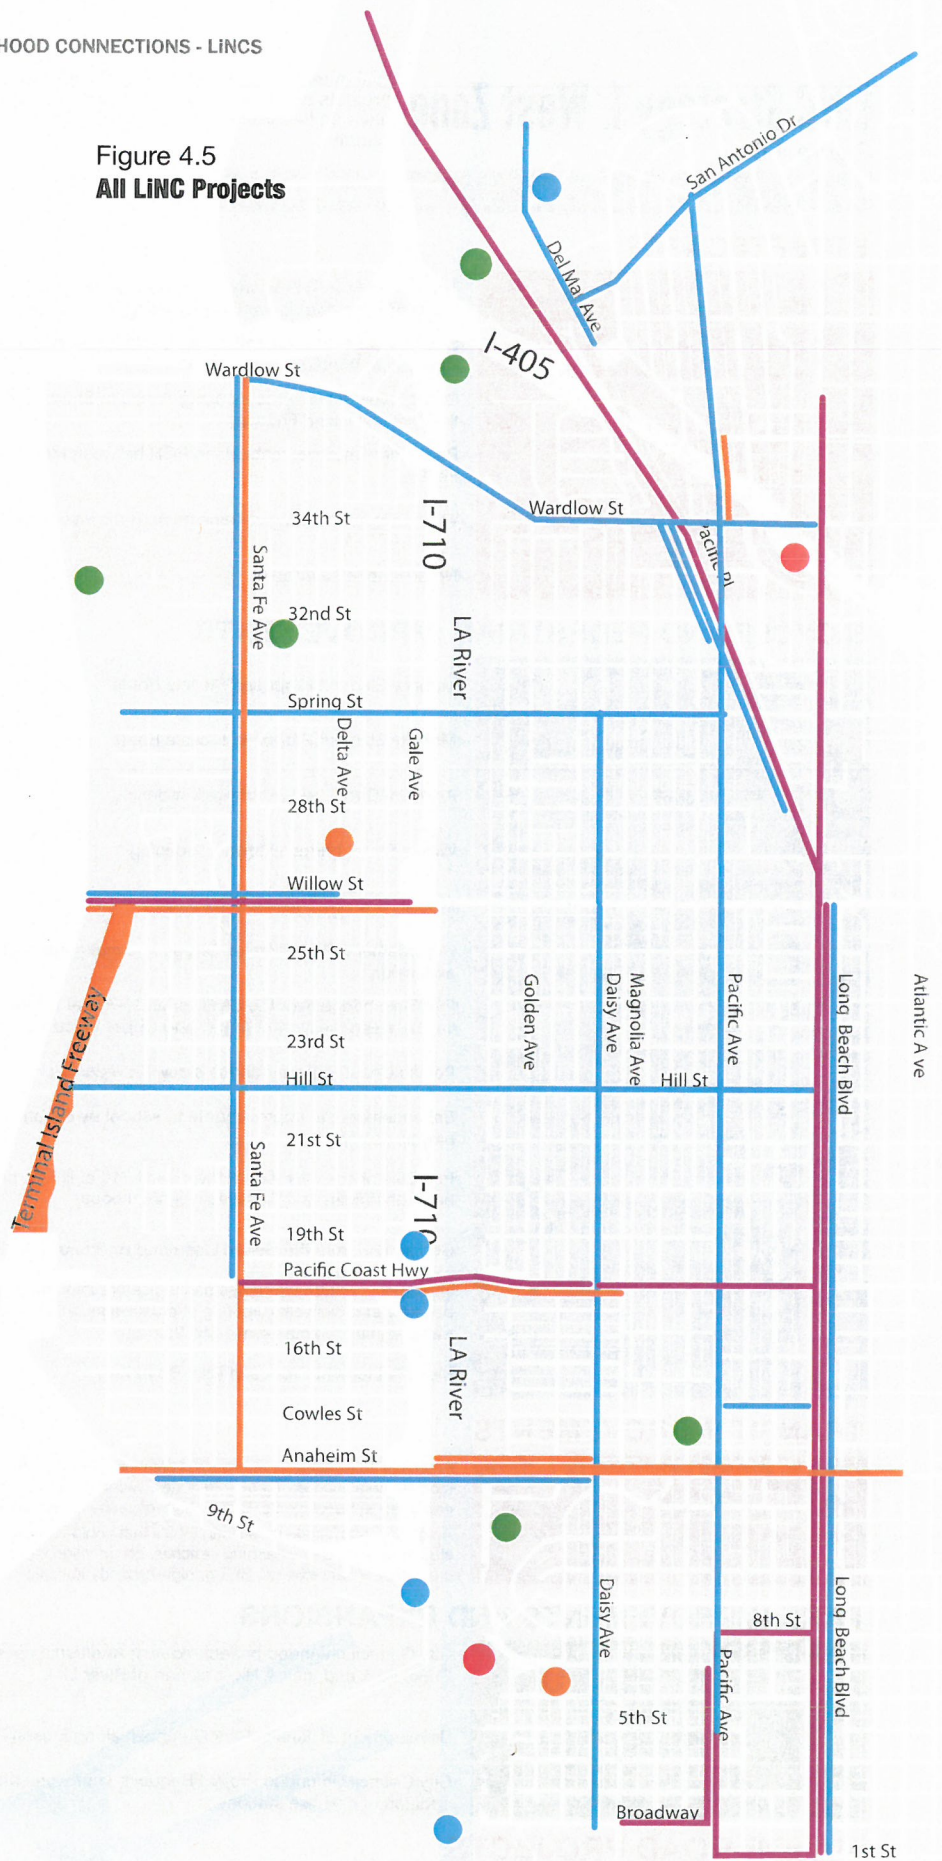 HOOD CONNECTIONS - LiNCS
Figure 4.5
All LiNC Projects
San Antonio Dr
Del Mar Ave
I-405
Wardlow St
Wardlow St
34th St
I-710
Pacific Pl
Santa Fe Ave
32nd St
LA River
Spring St
Delta Ave
Gale Ave
28th St
Willow St
25th St
Golden Ave
Daisy Ave
Magnolia Ave
Pacific Ave
Long Beach Blvd
Atlantic Ave
Terminal Island Freeway
23rd St
Hill St
Hill St
21st St
Santa Fe Ave
I-710
19th St
Pacific Coast Hwy
16th St
LA River
Cowles St
Anaheim St
9th St
Daisy Ave
8th St
Long Beach Blvd
Pacific Ave
5th St
Broadway
1st St